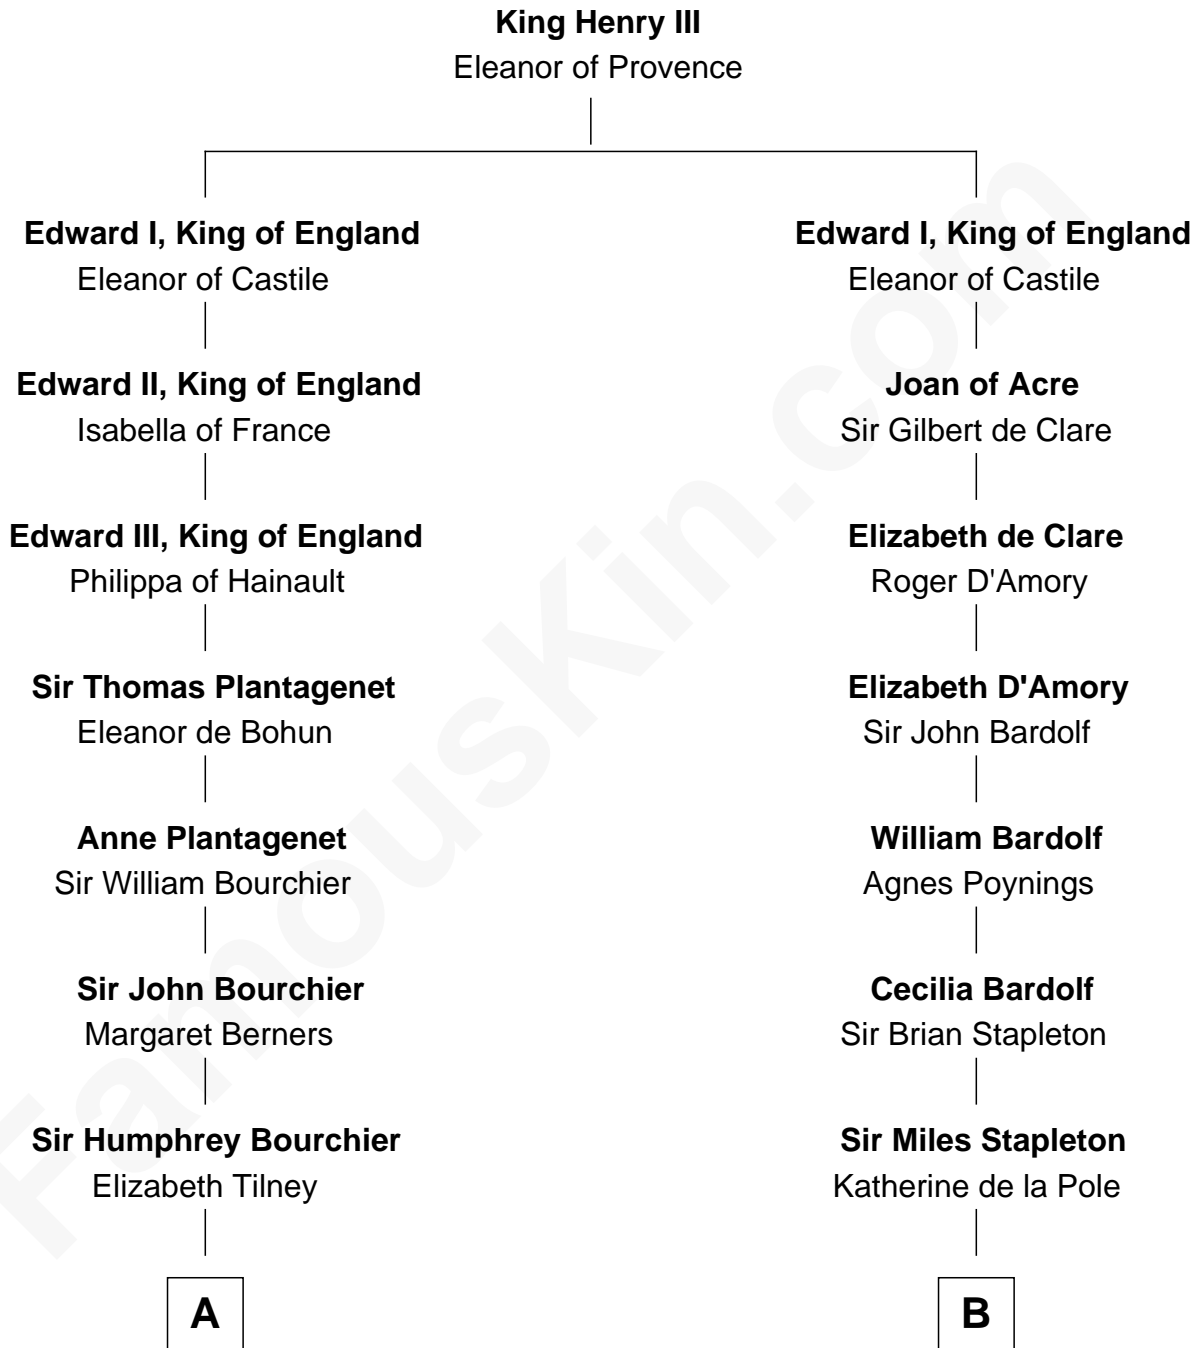 King Henry III
Eleanor of Provence
Edward I, King of England
Eleanor of Castile
Edward II, King of England
Isabella of France
Edward III, King of England
Philippa of Hainault
Sir Thomas Plantagenet
Eleanor de Bohun
Anne Plantagenet
Sir William Bourchier
Sir John Bourchier
Margaret Berners
Sir Humphrey Bourchier
Elizabeth Tilney
A
Edward I, King of England
Eleanor of Castile
Joan of Acre
Sir Gilbert de Clare
Elizabeth de Clare
Roger D'Amory
Elizabeth D'Amory
Sir John Bardolf
William Bardolf
Agnes Poynings
Cecilia Bardolf
Sir Brian Stapleton
Sir Miles Stapleton
Katherine de la Pole
B
FamousKin.com